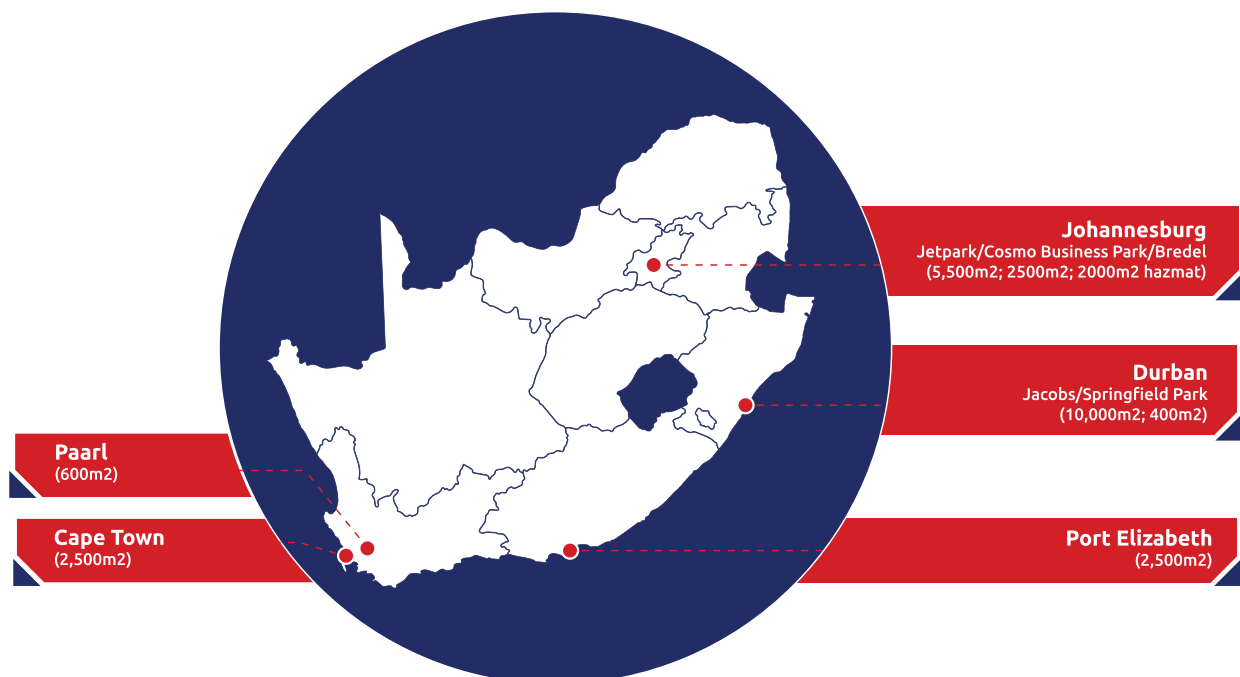 Johannesburg
Jetpark/Cosmo Business Park/Bredel
(5,500m2; 2500m2; 2000m2 hazmat)
Durban
Jacobs/Springfield Park
(10,000m2; 400m2)
Paarl
(600m2)
Cape Town
(2,500m2)
Port Elizabeth
(2,500m2)